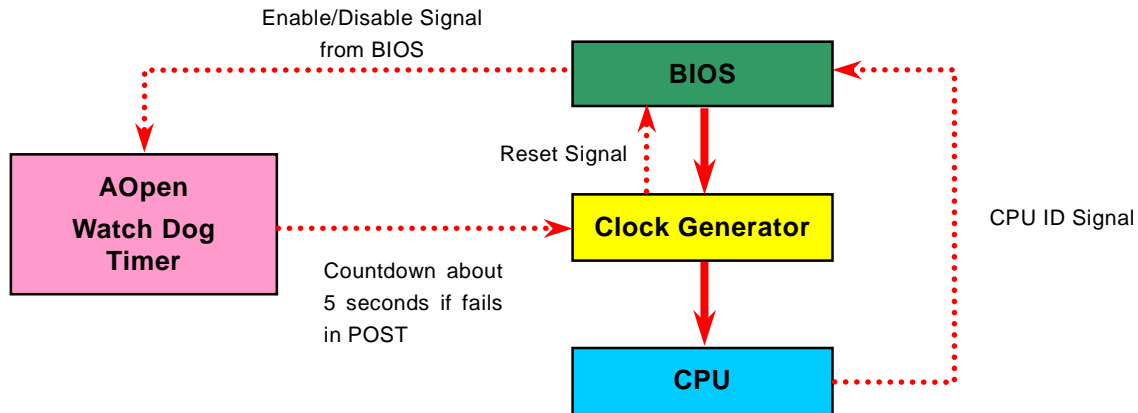 Enable/Disable Signal
from BIOS
BIOS
Reset Signal
AOpen
Watch Dog
Timer
Clock Generator
CPU ID Signal
Countdown about
5 seconds if fails
in POST
CPU